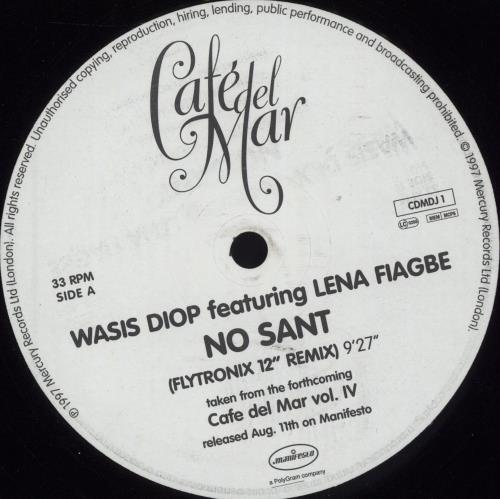 Unauthorised copying, reproduction, hiring, lending, public performance and broadcasting prohibited. ℗ 1997 Mercury Records Ltd (London).
℗ 1997 Mercury Records Ltd (London). All rights reserved.
Café
del
Mar
CDMDJ 1
LC
BIEM MCPS
33 RPM
SIDE A
WASIS DIOP featuring LENA FIAGBE
NO SANT
(FLYTRONIX 12" REMIX) 9'27"
taken from the forthcoming
Cafe del Mar vol. IV
released Aug. 11th on Manifesto
manifesto
a PolyGram company